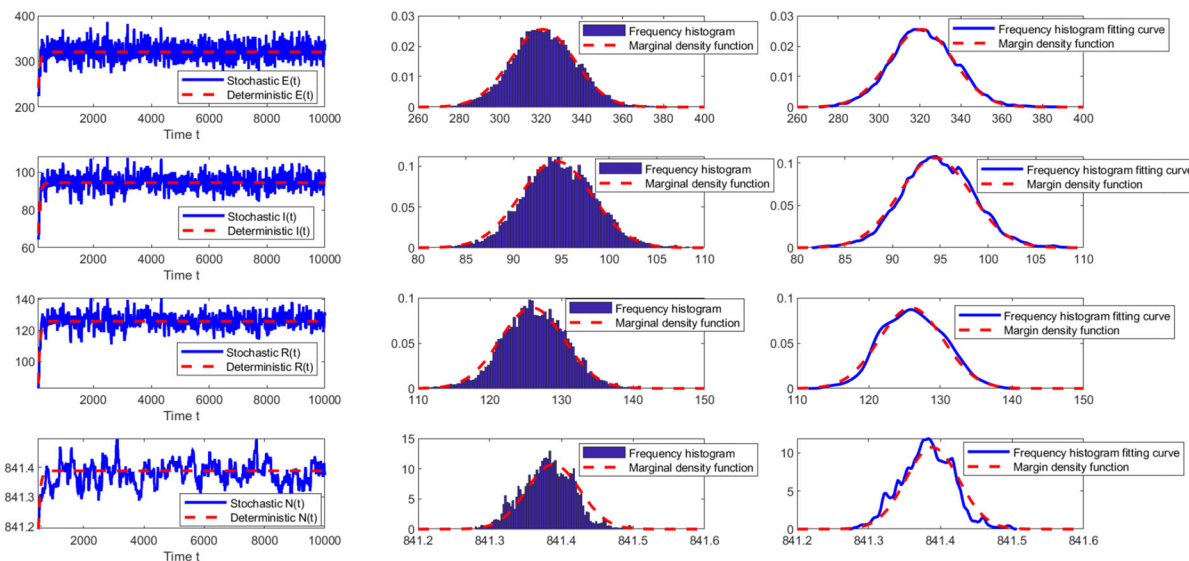 400
300
200
2000 4000 6000 8000 10000
Time t
Stochastic E(t)
Deterministic E(t)
0.03
0.02
0.01
0
260 280 300 320 340 360 380 400
Frequency histogram
Marginal density function
0.03
0.02
0.01
0
260 280 300 320 340 360 380 400
Frequency histogram fitting curve
Margin density function
100
80
60
2000 4000 6000 8000 10000
Time t
Stochastic I(t)
Deterministic I(t)
0.1
0.05
0
80 85 90 95 100 105 110
Frequency histogram
Marginal density function
0.1
0.05
0
80 85 90 95 100 105 110
Frequency histogram fitting curve
Margin density function
140
120
100
2000 4000 6000 8000 10000
Time t
Stochastic R(t)
Deterministic R(t)
0.1
0.05
0
110 120 130 140 150
Frequency histogram
Marginal density function
0.1
0.05
0
110 120 130 140 150
Frequency histogram fitting curve
Margin density function
841.4
841.3
841.2
2000 4000 6000 8000 10000
Time t
Stochastic N(t)
Deterministic N(t)
15
10
5
0
841.2 841.3 841.4 841.5 841.6
Frequency histogram
Marginal density function
10
5
0
841.2 841.3 841.4 841.5 841.6
Frequency histogram fitting curve
Margin density function